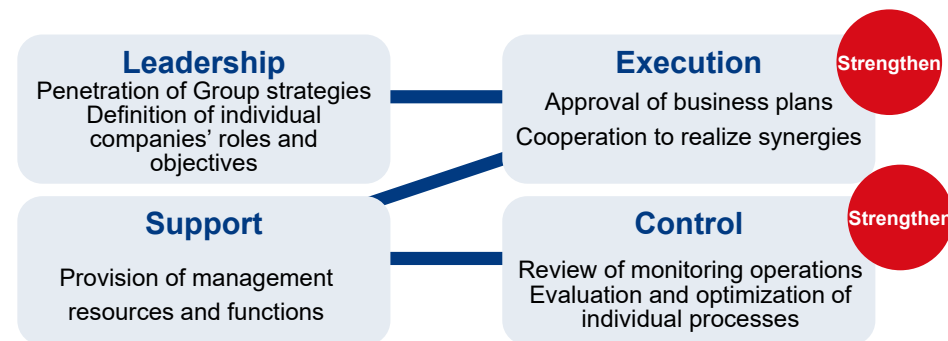 Leadership
Penetration of Group strategies
Definition of individual
companies’ roles and
objectives
Execution
Strengthen
Approval of business plans
Cooperation to realize synergies
Support
Provision of management
resources and functions
Control
Strengthen
Review of monitoring operations
Evaluation and optimization of
individual processes